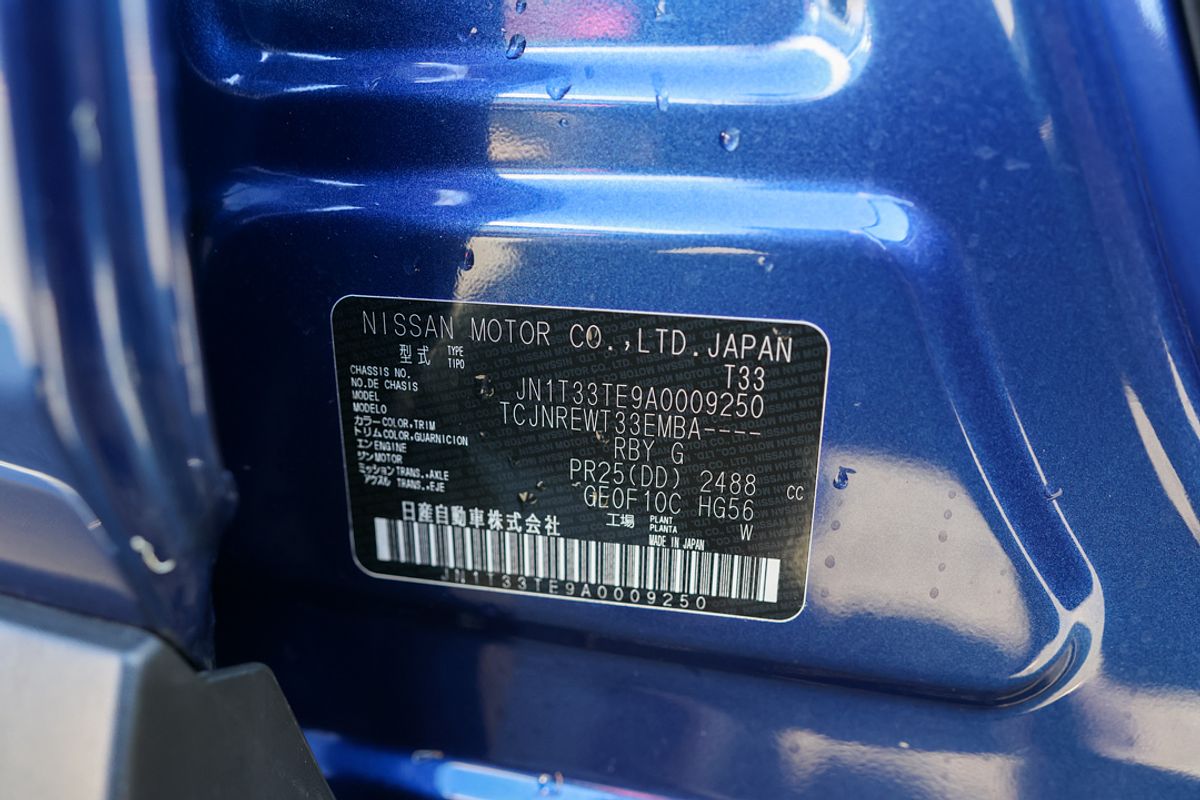 NISSAN MOTOR CO.,LTD.JAPAN
型式 TYPE TIPO T33
CHASSIS NO. NO.DE CHASIS JN1T33TE9A0009250
MODEL MODELO TCJNREWT33EMBA----
カラー COLOR,TRIM トリム COLOR,GUARNICION RBY G
エンジン ENGINE MOTOR PR25(DD) 2488 cc
ミッション TRANS.,AXLE アクスル TRANS.,EJE GE0F10C HG56
日産自動車株式会社 工場 PLANT PLANTA W
MADE IN JAPAN
JN1T33TE9A0009250